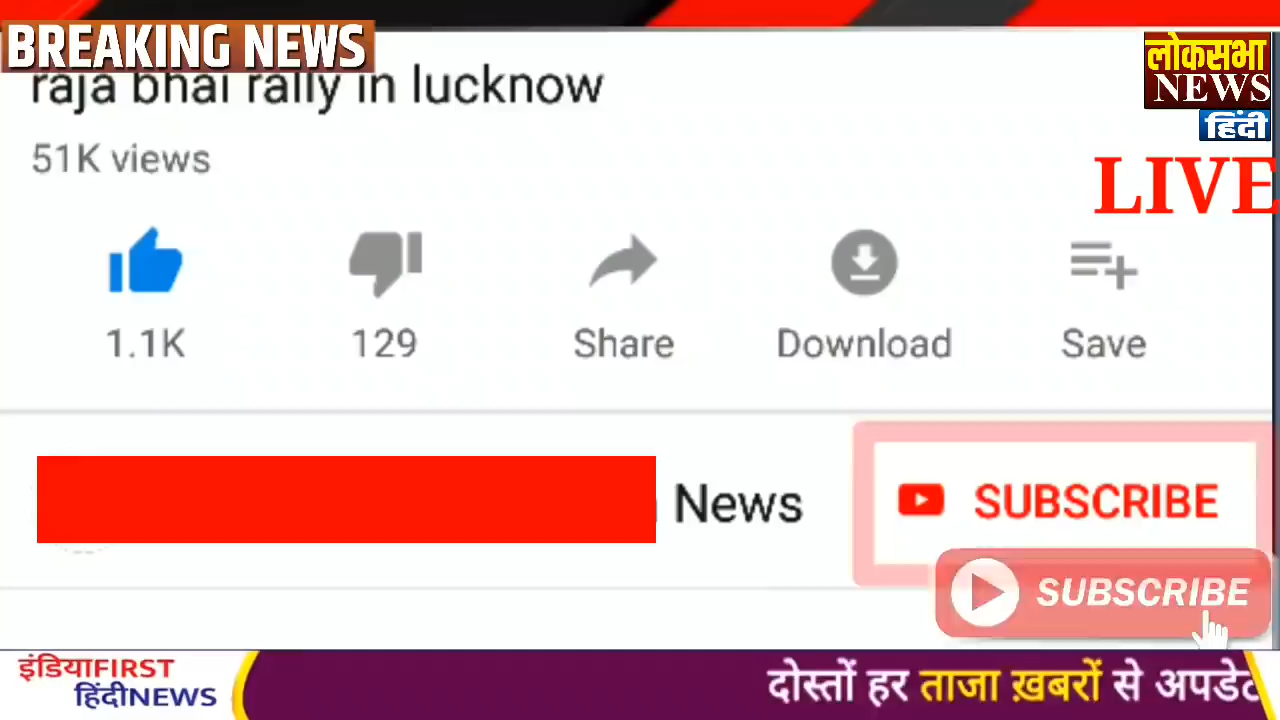 BREAKING NEWS
लोकसभा
NEWS
हिंदी
LIVE
raja bhai rally in lucknow
51K views
1.1K
129
Share
Download
Save
News
SUBSCRIBE
SUBSCRIBE
इंडियाFIRST
हिंदीNEWS
दोस्तों हर ताजा ख़बरों से अपडेट